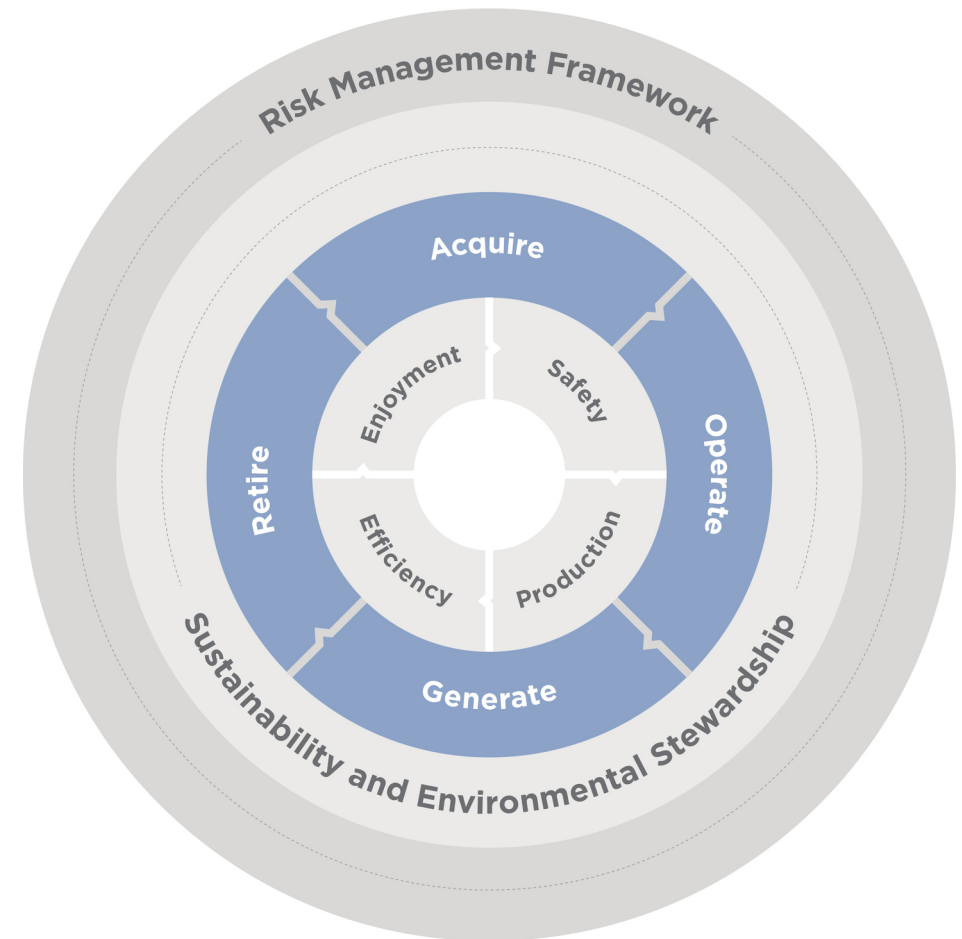 Risk Management Framework
Acquire
Operate
Generate
Retire
Enjoyment
Safety
Production
Efficiency
Sustainability and Environmental Stewardship